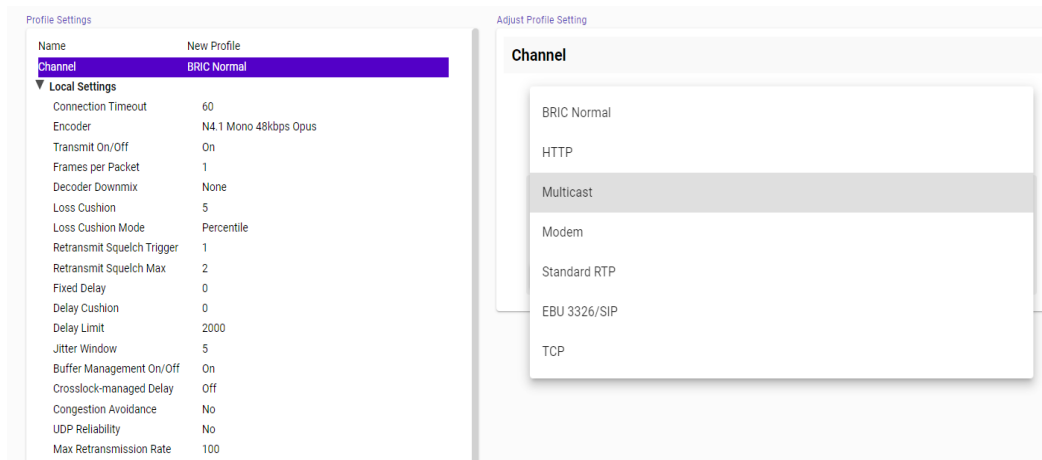 Profile Settings
Name New Profile
Channel BRIC Normal
Local Settings
Connection Timeout 60
Encoder N4.1 Mono 48kbps Opus
Transmit On/Off On
Frames per Packet 1
Decoder Downmix None
Loss Cushion 5
Loss Cushion Mode Percentile
Retransmit Squelch Trigger 1
Retransmit Squelch Max 2
Fixed Delay 0
Delay Cushion 0
Delay Limit 2000
Jitter Window 5
Buffer Management On/Off On
Crosslock-managed Delay Off
Congestion Avoidance No
UDP Reliability No
Max Retransmission Rate 100
Adjust Profile Setting
Channel
BRIC Normal
HTTP
Multicast
Modem
Standard RTP
EBU 3326/SIP
TCP